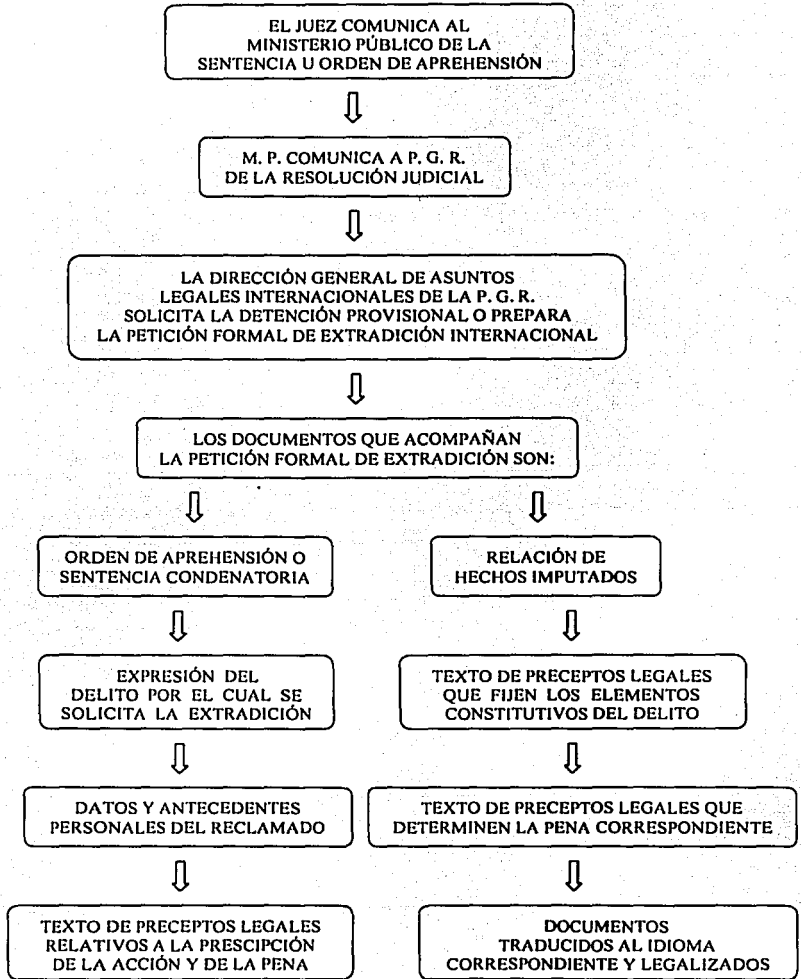 EL JUEZ COMUNICA AL
MINISTERIO PÚBLICO DE LA
SENTENCIA U ORDEN DE APREHENSIÓN
M. P. COMUNICA A P. G. R.
DE LA RESOLUCIÓN JUDICIAL
LA DIRECCIÓN GENERAL DE ASUNTOS
LEGALES INTERNACIONALES DE LA P. G. R.
SOLICITA LA DETENCIÓN PROVISIONAL O PREPARA
LA PETICIÓN FORMAL DE EXTRADICIÓN INTERNACIONAL
LOS DOCUMENTOS QUE ACOMPAÑAN
LA PETICIÓN FORMAL DE EXTRADICIÓN SON:
ORDEN DE APREHENSIÓN O
SENTENCIA CONDENATORIA
EXPRESIÓN DEL
DELITO POR EL CUAL SE
SOLICITA LA EXTRADICIÓN
DATOS Y ANTECEDENTES
PERSONALES DEL RECLAMADO
TEXTO DE PRECEPTOS LEGALES
RELATIVOS A LA PRESCIPCIÓN
DE LA ACCIÓN Y DE LA PENA
RELACIÓN DE
HECHOS IMPUTADOS
TEXTO DE PRECEPTOS LEGALES
QUE FIJEN LOS ELEMENTOS
CONSTITUTIVOS DEL DELITO
TEXTO DE PRECEPTOS LEGALES QUE
DETERMINEN LA PENA CORRESPONDIENTE
DOCUMENTOS
TRADUCIDOS AL IDIOMA
CORRESPONDIENTE Y LEGALIZADOS